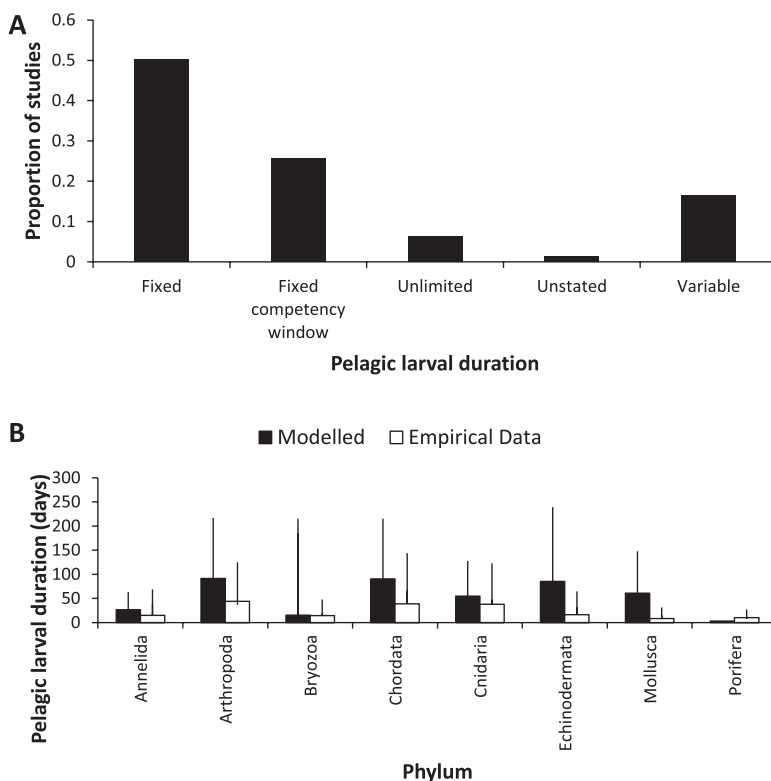 A
Proportion of studies
0.6
0.5
0.4
0.3
0.2
0.1
0
Fixed
Fixed
competency
window
Unlimited
Unstated
Variable
Pelagic larval duration
B
Modelled
Empirical Data
Pelagic larval duration (days)
300
250
200
150
100
50
0
Annelida
Arthropoda
Bryozoa
Chordata
Cnidaria
Echinodermata
Mollusca
Porifera
Phylum